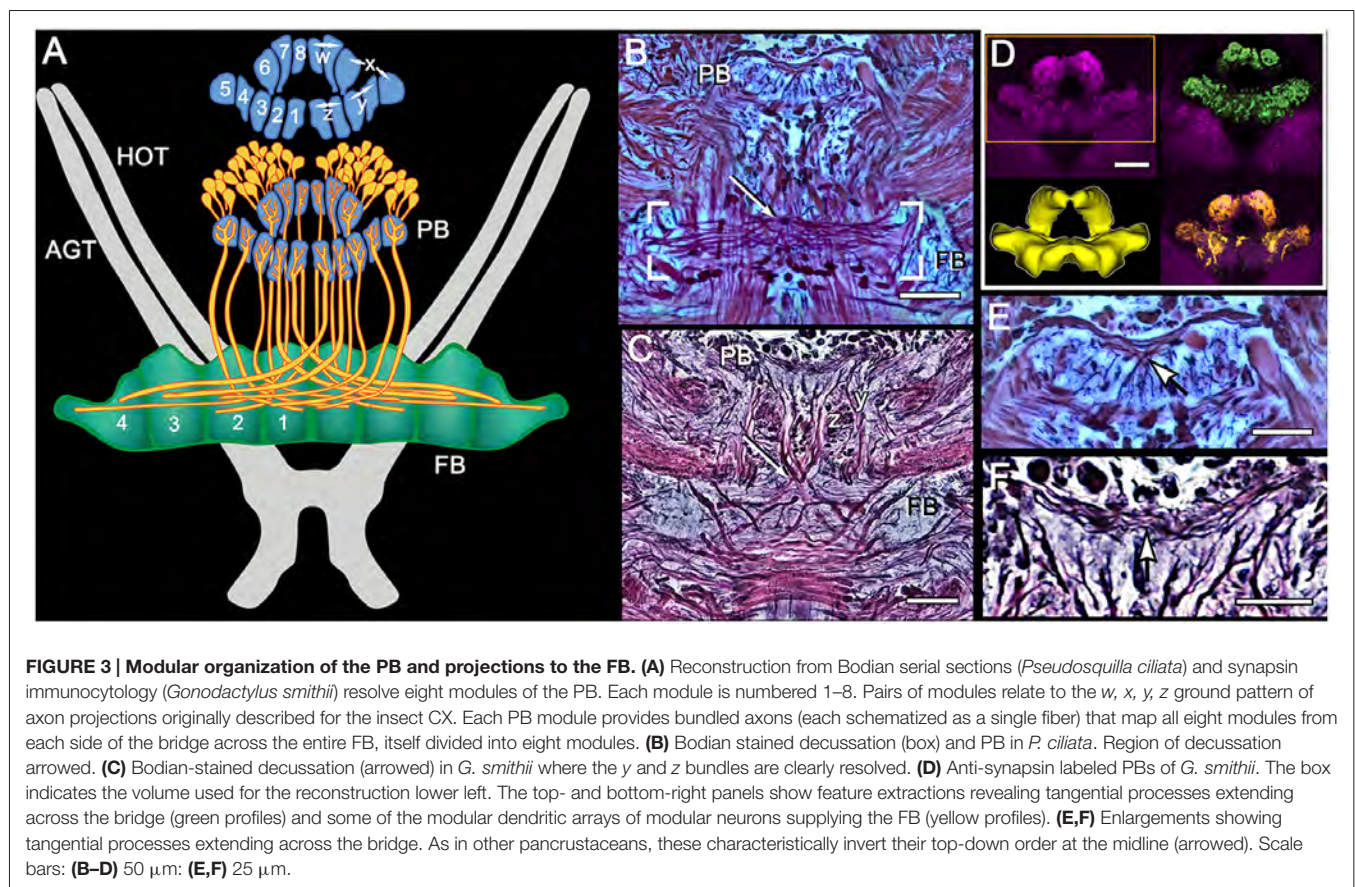 A
7 8 w
6 x
5
4 3 2 1 z y
HOT
AGT
PB
4 3 2 1
FB
B
PB
FB
C
PB
y
z
FB
D
E
F
FIGURE 3 | Modular organization of the PB and projections to the FB. (A) Reconstruction from Bodian serial sections (Pseudosquilla ciliata) and synapsin
immunocytology (Gonodactylus smithii) resolve eight modules of the PB. Each module is numbered 1–8. Pairs of modules relate to the w, x, y, z ground pattern of
axon projections originally described for the insect CX. Each PB module provides bundled axons (each schematized as a single fiber) that map all eight modules from
each side of the bridge across the entire FB, itself divided into eight modules. (B) Bodian stained decussation (box) and PB in P. ciliata. Region of decussation
arrowed. (C) Bodian-stained decussation (arrowed) in G. smithii where the y and z bundles are clearly resolved. (D) Anti-synapsin labeled PBs of G. smithii. The box
indicates the volume used for the reconstruction lower left. The top- and bottom-right panels show feature extractions revealing tangential processes extending
across the bridge (green profiles) and some of the modular dendritic arrays of modular neurons supplying the FB (yellow profiles). (E,F) Enlargements showing
tangential processes extending across the bridge. As in other pancrustaceans, these characteristically invert their top-down order at the midline (arrowed). Scale
bars: (B–D) 50 μm: (E,F) 25 μm.